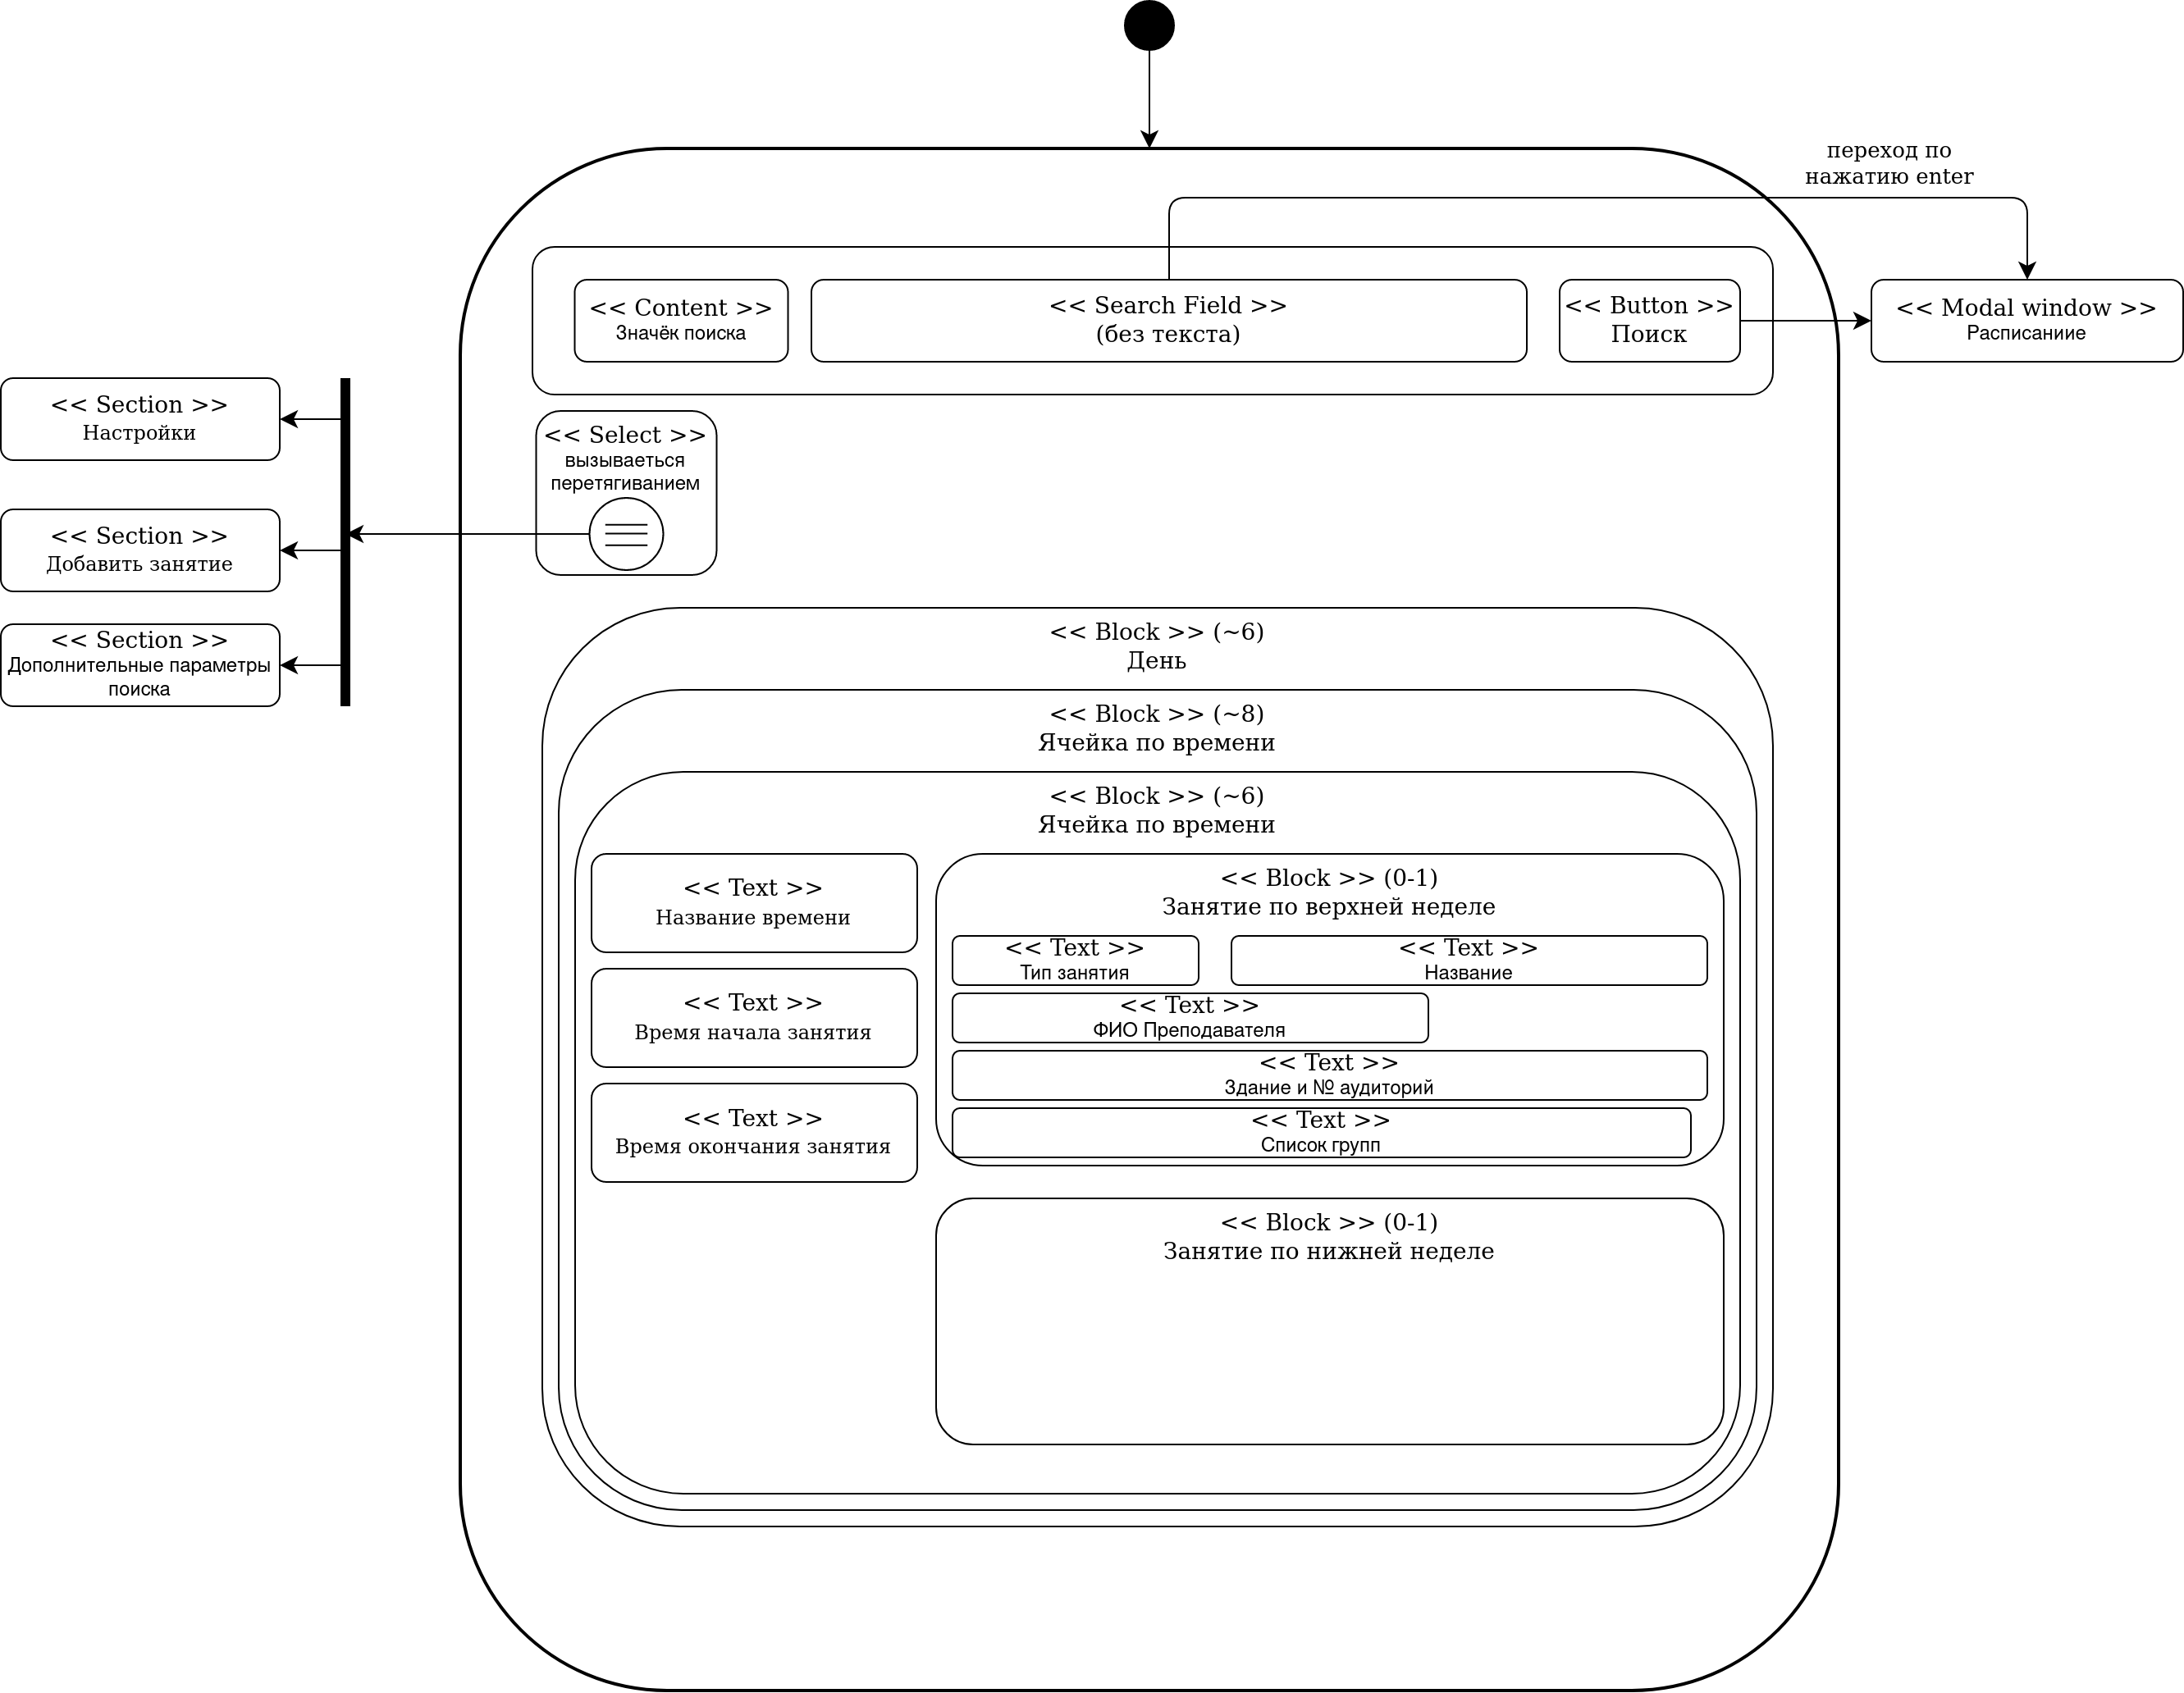 переход по
нажатию enter
<< Content >>
Значёк поиска
<< Search Field >>
(без текста)
<< Button >>
Поиск
<< Modal window >>
Расписаниие
<< Section >>
Настройки
<< Section >>
Добавить занятие
<< Section >>
Дополнительные параметры
поиска
<< Select >>
вызываеться
перетягиванием
<< Block >> (~6)
День
<< Block >> (~8)
Ячейка по времени
<< Block >> (~6)
Ячейка по времени
<< Text >>
Название времени
<< Text >>
Время начала занятия
<< Text >>
Время окончания занятия
<< Block >> (0-1)
Занятие по верхней неделе
<< Text >>
Тип занятия
<< Text >>
Название
<< Text >>
ФИО Преподавателя
<< Text >>
Здание и № аудиторий
<< Text >>
Список групп
<< Block >> (0-1)
Занятие по нижней неделе